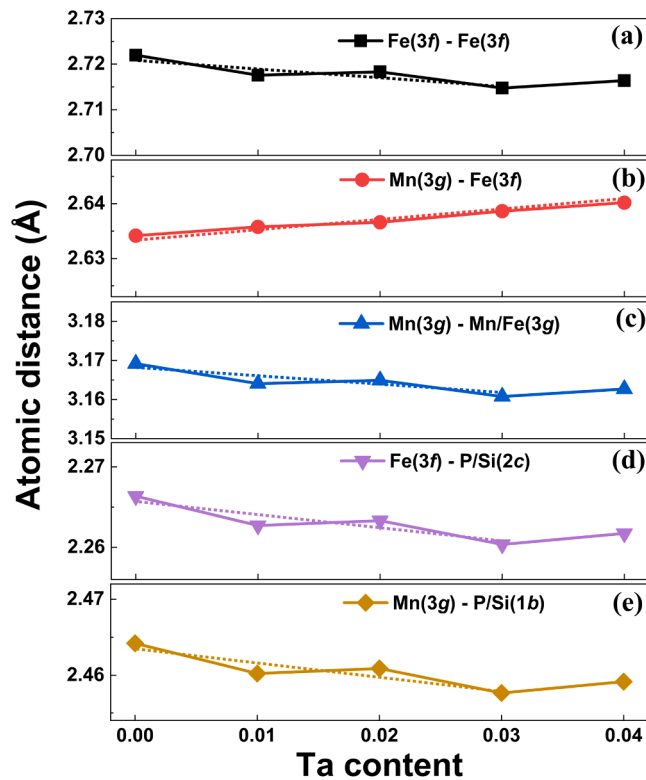 2.73
Fe(3f) - Fe(3f)
(a)
2.72
2.71
2.70
Mn(3g) - Fe(3f)
(b)
2.64
2.63
3.18
Mn(3g) - Mn/Fe(3g)
(c)
3.17
3.16
3.15
2.27
Fe(3f) - P/Si(2c)
(d)
2.26
2.47
Mn(3g) - P/Si(1b)
(e)
2.46
Atomic distance (Å)
0.00 0.01 0.02 0.03 0.04
Ta content